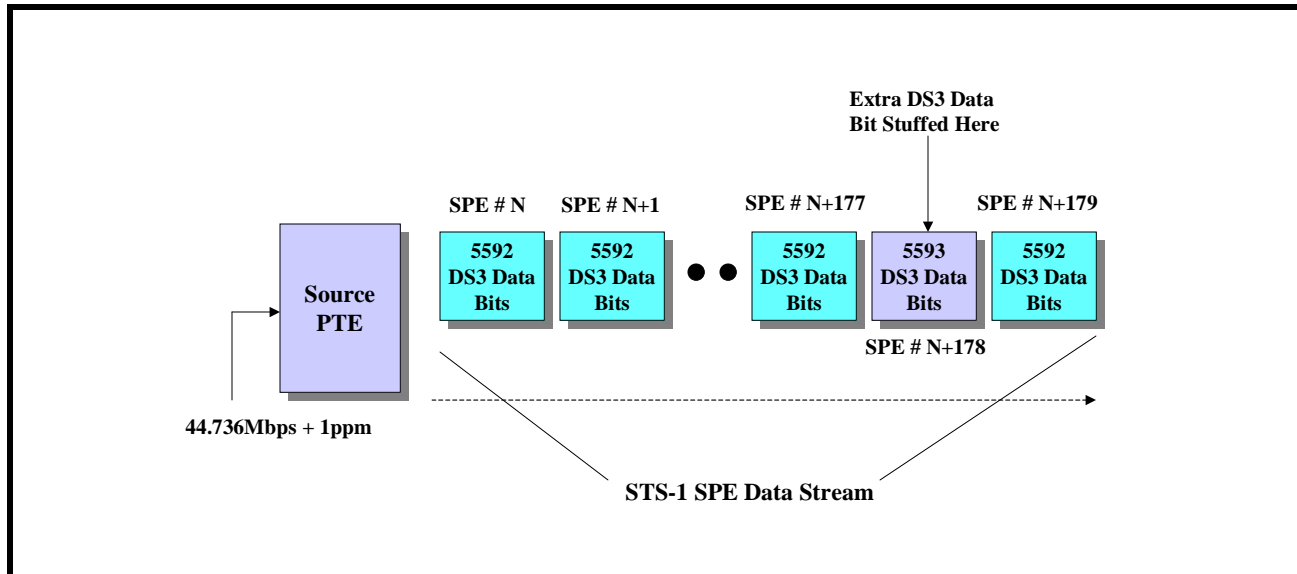 Extra DS3 Data
Bit Stuffed Here
SPE # N
SPE # N+1
SPE # N+177
SPE # N+179
Source
PTE
5592
DS3 Data
Bits
5592
DS3 Data
Bits
5592
DS3 Data
Bits
5593
DS3 Data
Bits
5592
DS3 Data
Bits
SPE # N+178
44.736Mbps + 1ppm
STS-1 SPE Data Stream